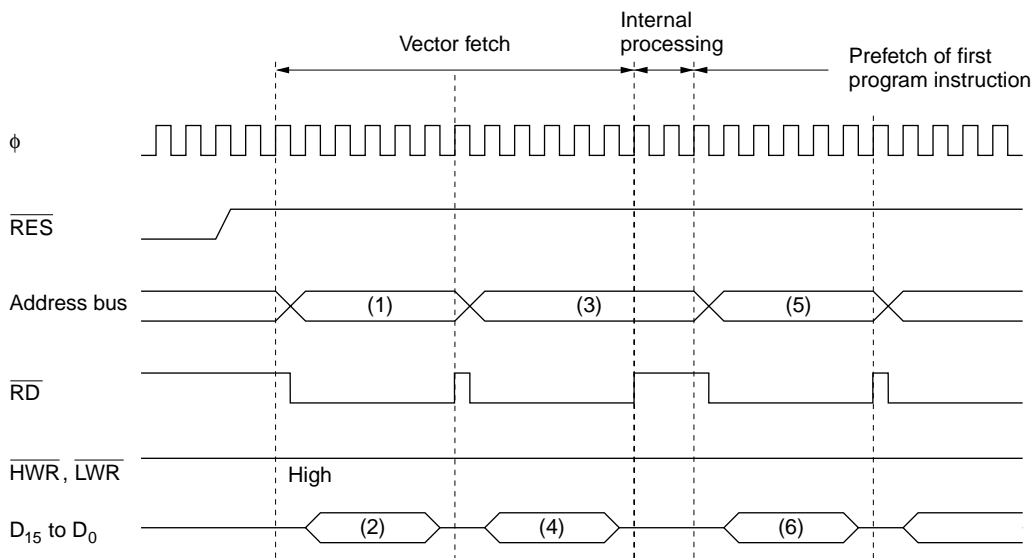 Vector fetch
Internal
processing
Prefetch of first
program instruction
ϕ
RES
Address bus
(1)
(3)
(5)
RD
HWR, LWR
High
D15 to D0
(2)
(4)
(6)